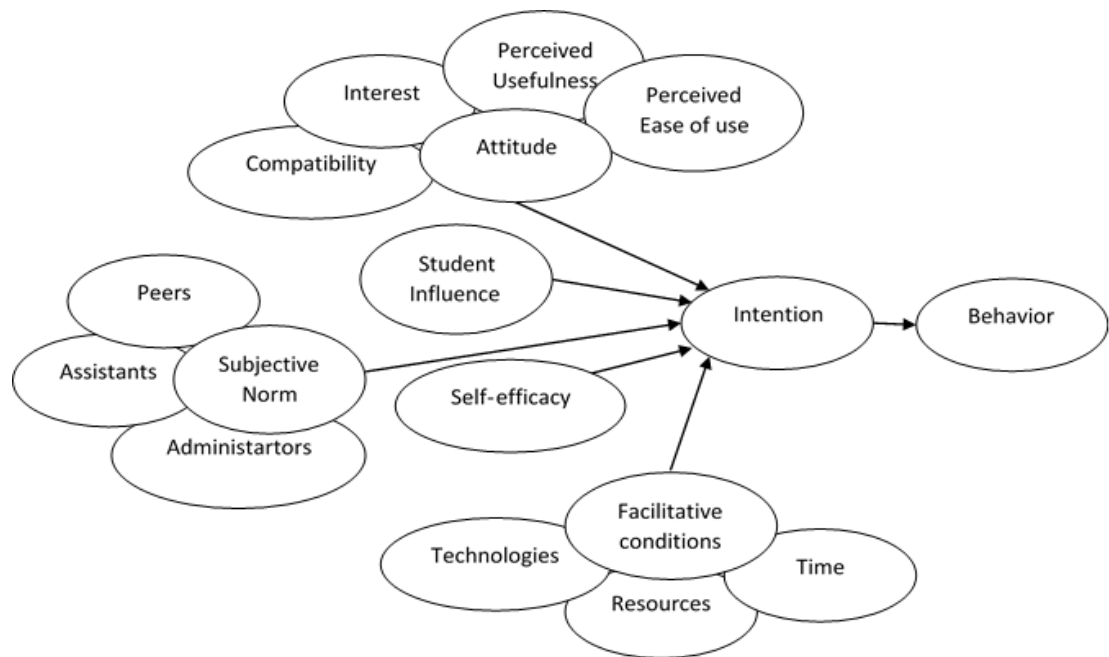 Perceived
Usefulness
Interest
Perceived
Ease of use
Attitude
Compatibility
Student
Influence
Peers
Intention
Behavior
Assistants
Subjective
Norm
Self-efficacy
Administartors
Facilitative
conditions
Technologies
Time
Resources